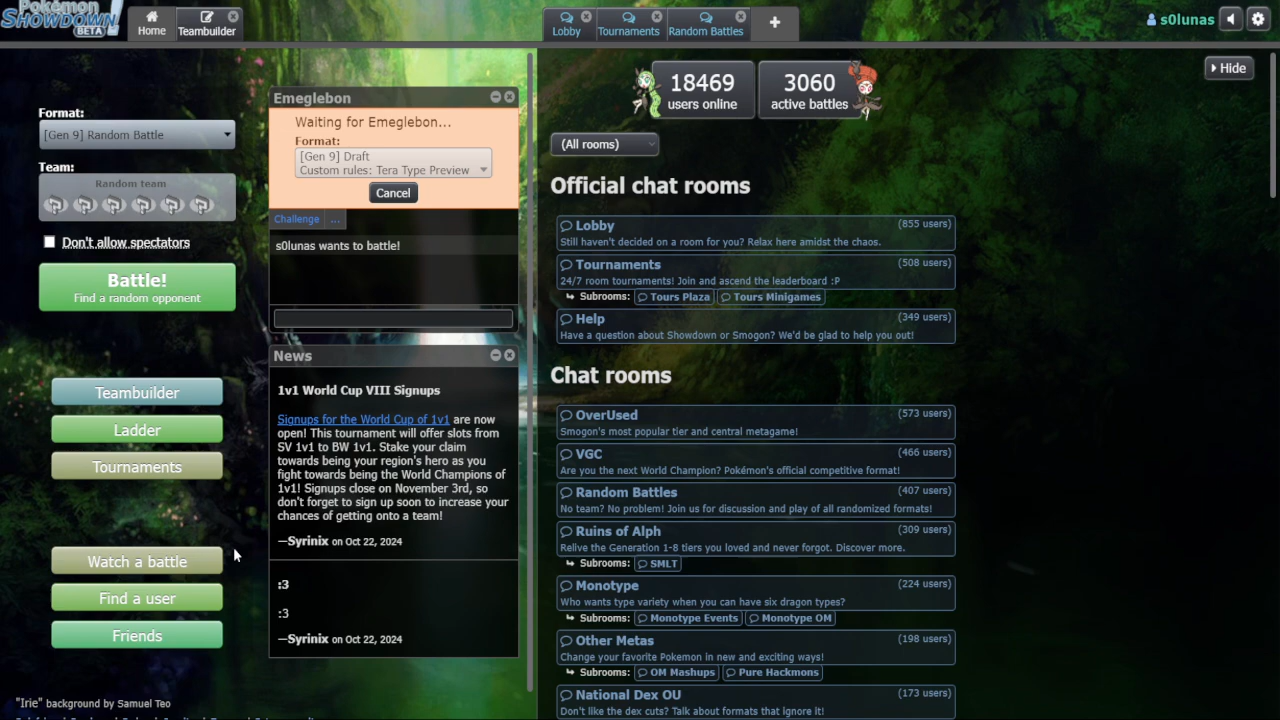 Pokémon
SHOWDOWN!
BETA
Home
Teambuilder
Lobby
Tournaments
Random Battles
+
s0lunas
Format:
[Gen 9] Random Battle
Team:
Random team
Don't allow spectators
Battle!
Find a random opponent
Teambuilder
Ladder
Tournaments
Watch a battle
Find a user
Friends
"Irie" background by Samuel Teo
Emeglebon
Waiting for Emeglebon...
Format:
[Gen 9] Draft
Custom rules: Tera Type Preview
Cancel
Challenge
...
s0lunas wants to battle!
News
1v1 World Cup VIII Signups
Signups for the World Cup of 1v1 are now
open! This tournament will offer slots from
SV 1v1 to BW 1v1. Stake your claim
towards being your region's hero as you
fight towards being the World Champions of
1v1! Signups close on November 3rd, so
don't forget to sign up soon to increase your
chances of getting onto a team!
—Syrinix on Oct 22, 2024
:3
:3
—Syrinix on Oct 22, 2024
18469
users online
3060
active battles
Hide
(All rooms)
Official chat rooms
Lobby (855 users)
Still haven't decided on a room for you? Relax here amidst the chaos.
Tournaments (508 users)
24/7 room tournaments! Join and ascend the leaderboard :P
Subrooms: Tours Plaza Tours Minigames
Help (349 users)
Have a question about Showdown or Smogon? We'd be glad to help you out!
Chat rooms
OverUsed (573 users)
Smogon's most popular tier and central metagame!
VGC (466 users)
Are you the next World Champion? Pokémon's official competitive format!
Random Battles (407 users)
No team? No problem! Join us for discussion and play of all randomized formats!
Ruins of Alph (309 users)
Relive the Generation 1-8 tiers you loved and never forgot. Discover more.
Subrooms: SMLT
Monotype (224 users)
Who wants type variety when you can have six dragon types?
Subrooms: Monotype Events Monotype OM
Other Metas (198 users)
Change your favorite Pokemon in new and exciting ways!
Subrooms: OM Mashups Pure Hackmons
National Dex OU (173 users)
Don't like the dex cuts? Talk about formats that ignore it!